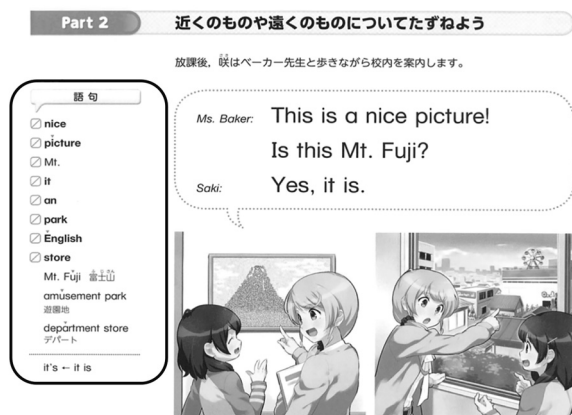 Part 2
近くのものや遠くのものについてたずねよう
放課後，咲はベーカー先生と歩きながら校内を案内します。
語句
nice
picture
Mt.
it
an
park
English
store
Mt. Fuji 富士山
amusement park
遊園地
department store
デパート
it's ← it is
Ms. Baker: This is a nice picture!
Is this Mt. Fuji?
Saki: Yes, it is.